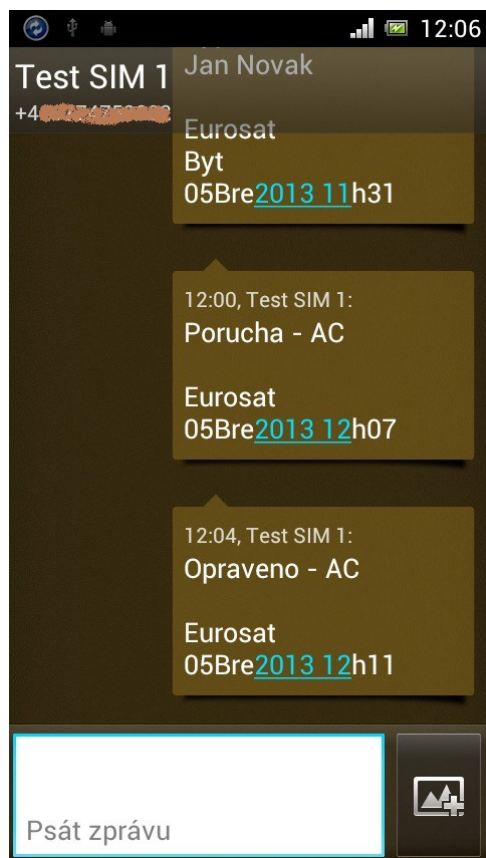 12:06
Test SIM 1
+4
Jan Novak
Eurosat
Byt
05Bre2013 11h31
12:00, Test SIM 1:
Porucha - AC
Eurosat
05Bre2013 12h07
12:04, Test SIM 1:
Opraveno - AC
Eurosat
05Bre2013 12h11
Psát zprávu